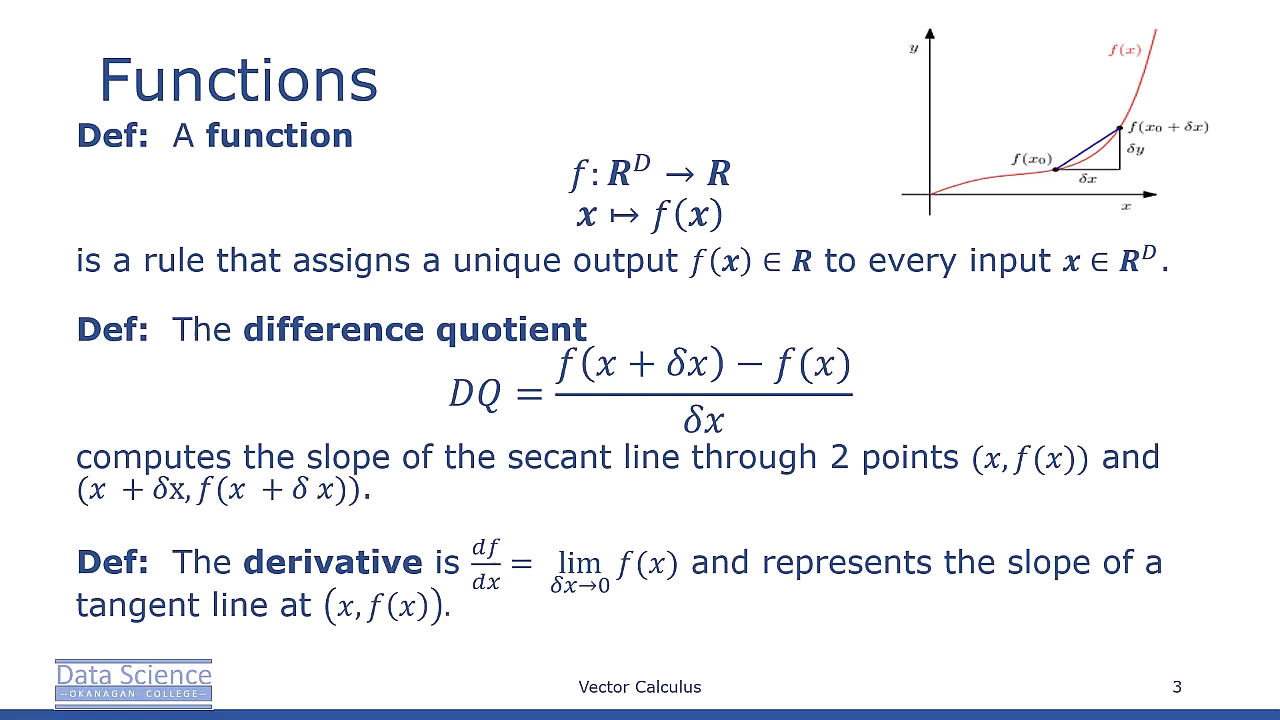 Functions
Def: A function
f: R^D → R
x ↦ f(x)
is a rule that assigns a unique output f(x) ∈ R to every input x ∈ R^D.
Def: The difference quotient
DQ = \frac{f(x + δx) − f(x)}{δx}
computes the slope of the secant line through 2 points (x, f(x)) and
(x + δx, f(x + δ x)).
Def: The derivative is \frac{df}{dx} = \lim_{δx→0} f(x) and represents the slope of a
tangent line at (x, f(x)).
y
f(x)
f(x₀ + δx)
f(x₀)
δy
δx
x
Data Science
–OKANAGAN COLLEGE–
Vector Calculus
3